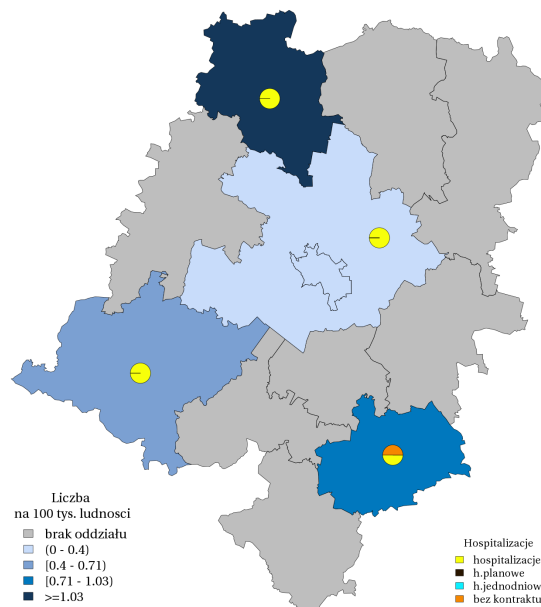 Liczba
na 100 tys. ludnosci
brak oddziału
(0 - 0.4)
[0.4 - 0.71)
[0.71 - 1.03)
>=1.03
Hospitalizacje
hospitalizacje
h.planowe
h.jednodniow
bez kontraktu